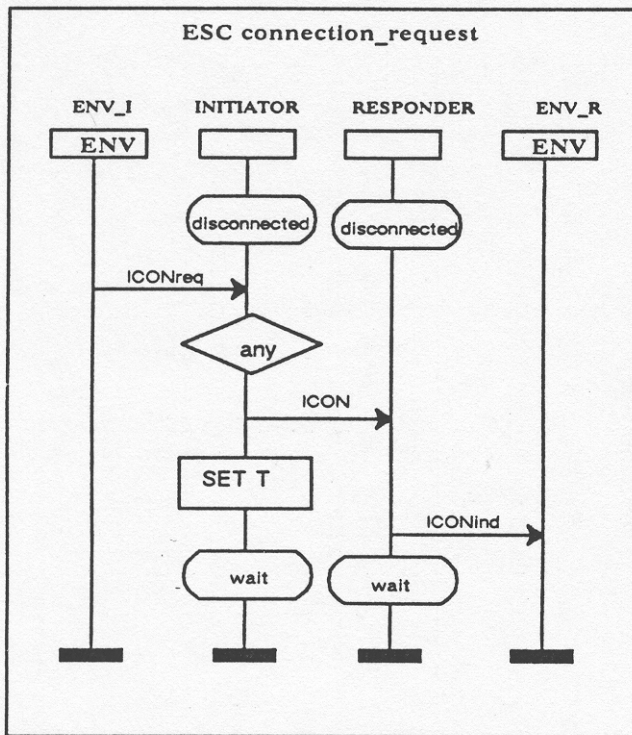 ESC connection_request
ENV_I INITIATOR RESPONDER ENV_R
ENV ENV
disconnected disconnected
ICONreq
any
ICON
SET T
ICONind
wait wait